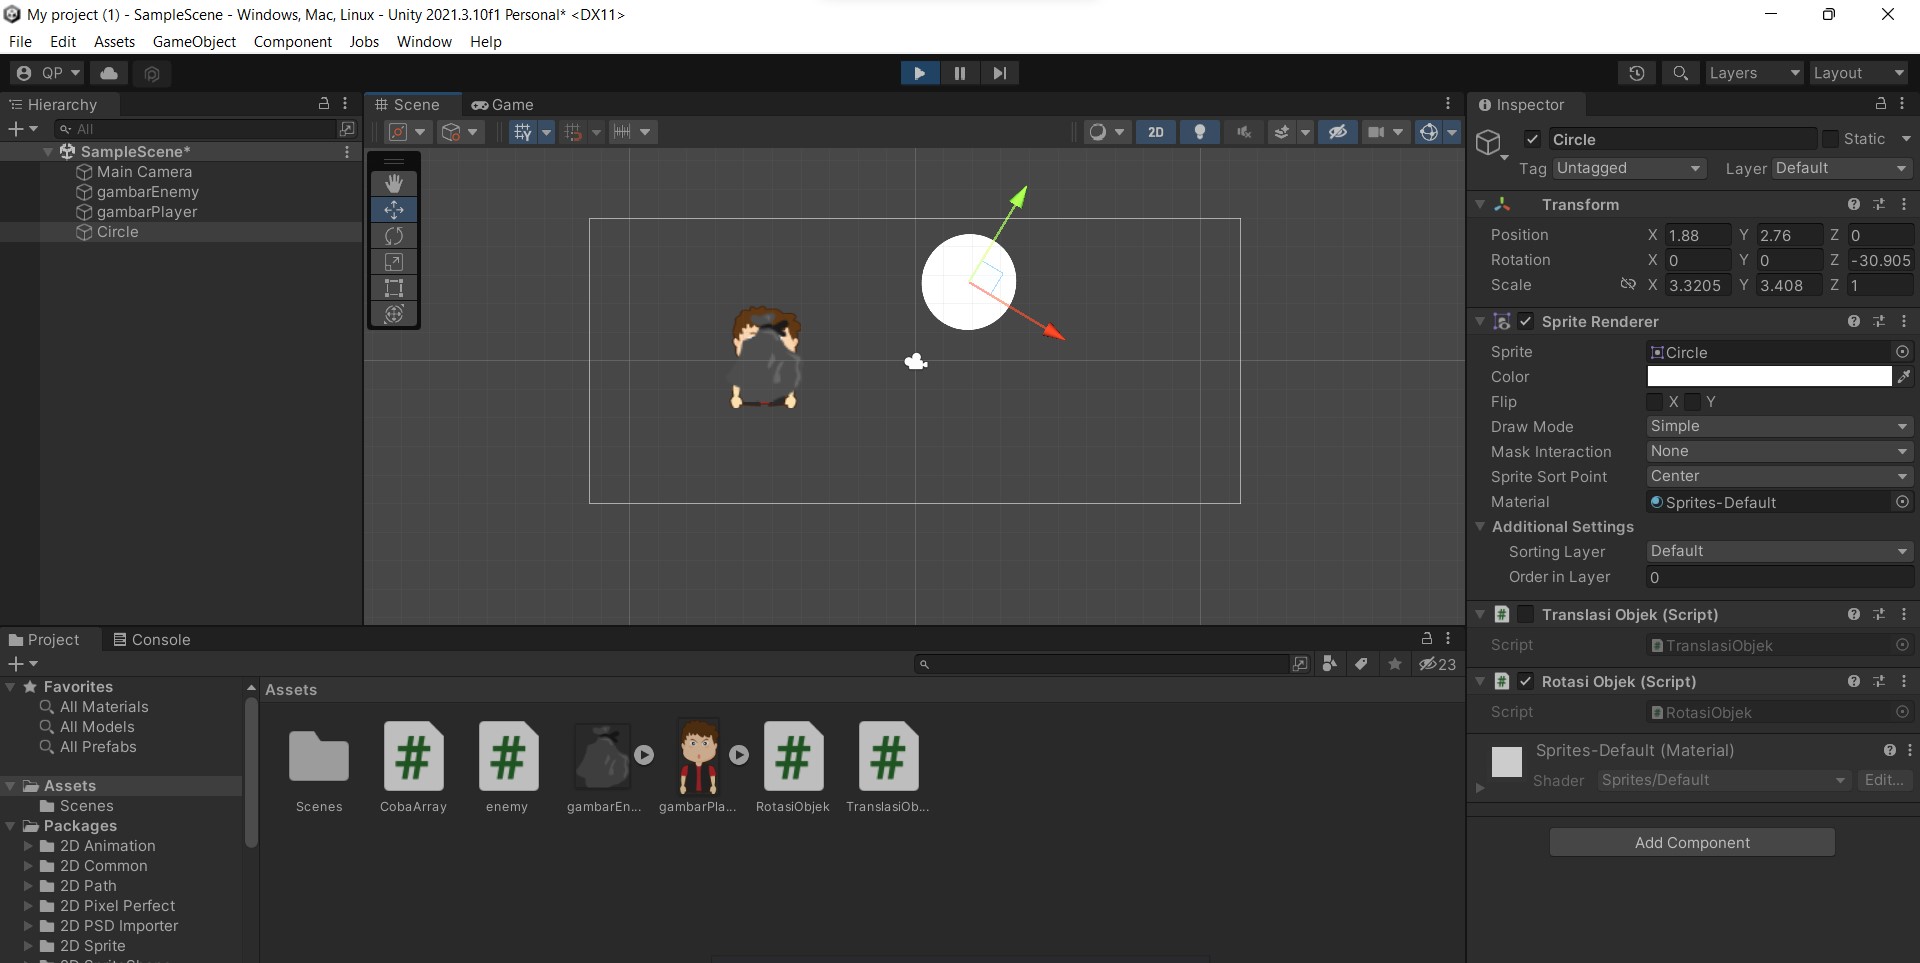 My project (1) - SampleScene - Windows, Mac, Linux - Unity 2021.3.10f1 Personal* <DX11>
File Edit Assets GameObject Component Jobs Window Help
QP
Layers
Layout
Hierarchy
All
SampleScene*
Main Camera
gambarEnemy
gambarPlayer
Circle
Scene
Game
2D
Inspector
Circle
Static
Tag Untagged
Layer Default
Transform
Position X 1.88 Y 2.76 Z 0
Rotation X 0 Y 0 Z -30.905
Scale X 3.3205 Y 3.408 Z 1
Sprite Renderer
Sprite Circle
Color
Flip X Y
Draw Mode Simple
Mask Interaction None
Sprite Sort Point Center
Material Sprites-Default
Additional Settings
Sorting Layer Default
Order in Layer 0
Translasi Objek (Script)
Script TranslasiObjek
Rotasi Objek (Script)
Script RotasiObjek
Sprites-Default (Material)
Shader Sprites/Default Edit...
Add Component
Project
Console
23
Favorites
All Materials
All Models
All Prefabs
Assets
Scenes
Packages
2D Animation
2D Common
2D Path
2D Pixel Perfect
2D PSD Importer
2D Sprite
Assets
Scenes
CobaArray
enemy
gambarEn...
gambarPla...
RotasiObjek
TranslasiOb...